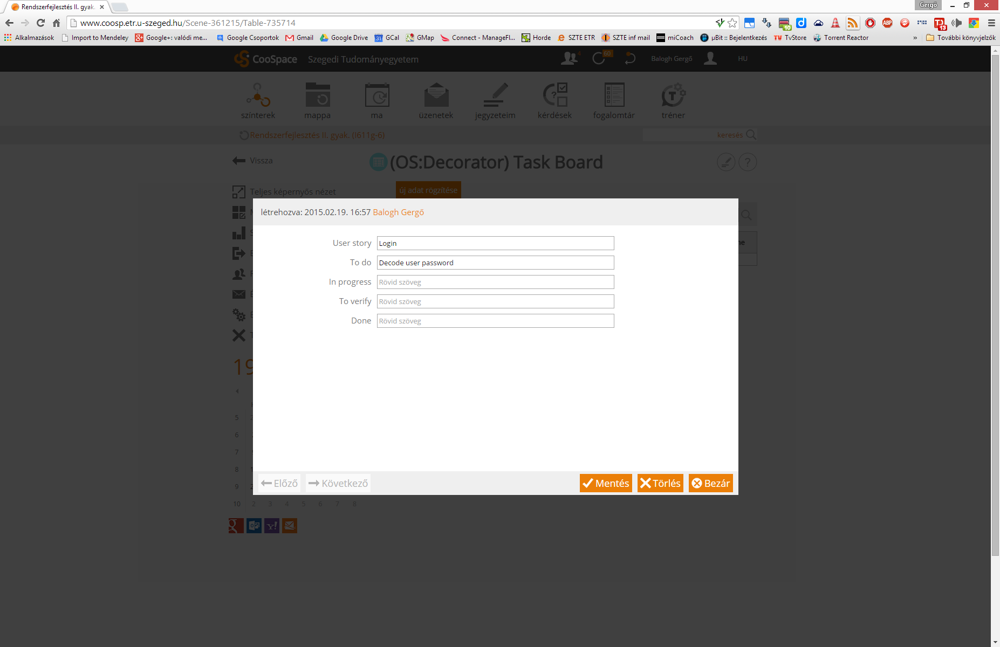 Rendszerfejlesztés II. gyak.
Gergő
www.coosp.etr.u-szeged.hu/Scene-361215/Table-735714
10
ABP
13
Alkalmazások
Import to Mendeley
Google+: valódi me...
Google Csoportok
Gmail
Google Drive
31 GCal
GMap
Connect - ManageFl...
Horde
SZTE ETR
SZTE inf mail
miCoach
µBit :: Bejelentkezés
TvStore
Torrent Reactor
»
További könyvjelzők
CooSpace
Szegedi Tudományegyetem
4
60
Balogh Gergő
HU
színterek
mappa
ma
üzenetek
jegyzeteim
kérdések
fogalomtár
tréner
Rendszerfejlesztés II. gyak. (I611g-6)
keresés
Vissza
(OS:Decorator) Task Board
?
Teljes képernyős nézet
új adat rögzítése
létrehozva: 2015.02.19. 16:57 Balogh Gergő
User story
Login
To do
Decode user password
In progress
Rövid szöveg
To verify
Rövid szöveg
Done
Rövid szöveg
19
5
6
7
8
9
10 2 3 4 5 6 7 8
Előző
Következő
Mentés
Törlés
Bezár